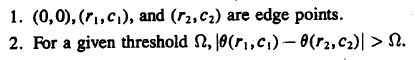 1. (0,0),(r₁,c₁), and (r₂,c₂) are edge points.
2. For a given threshold Ω, |θ(r₁,c₁) − θ(r₂,c₂)| > Ω.